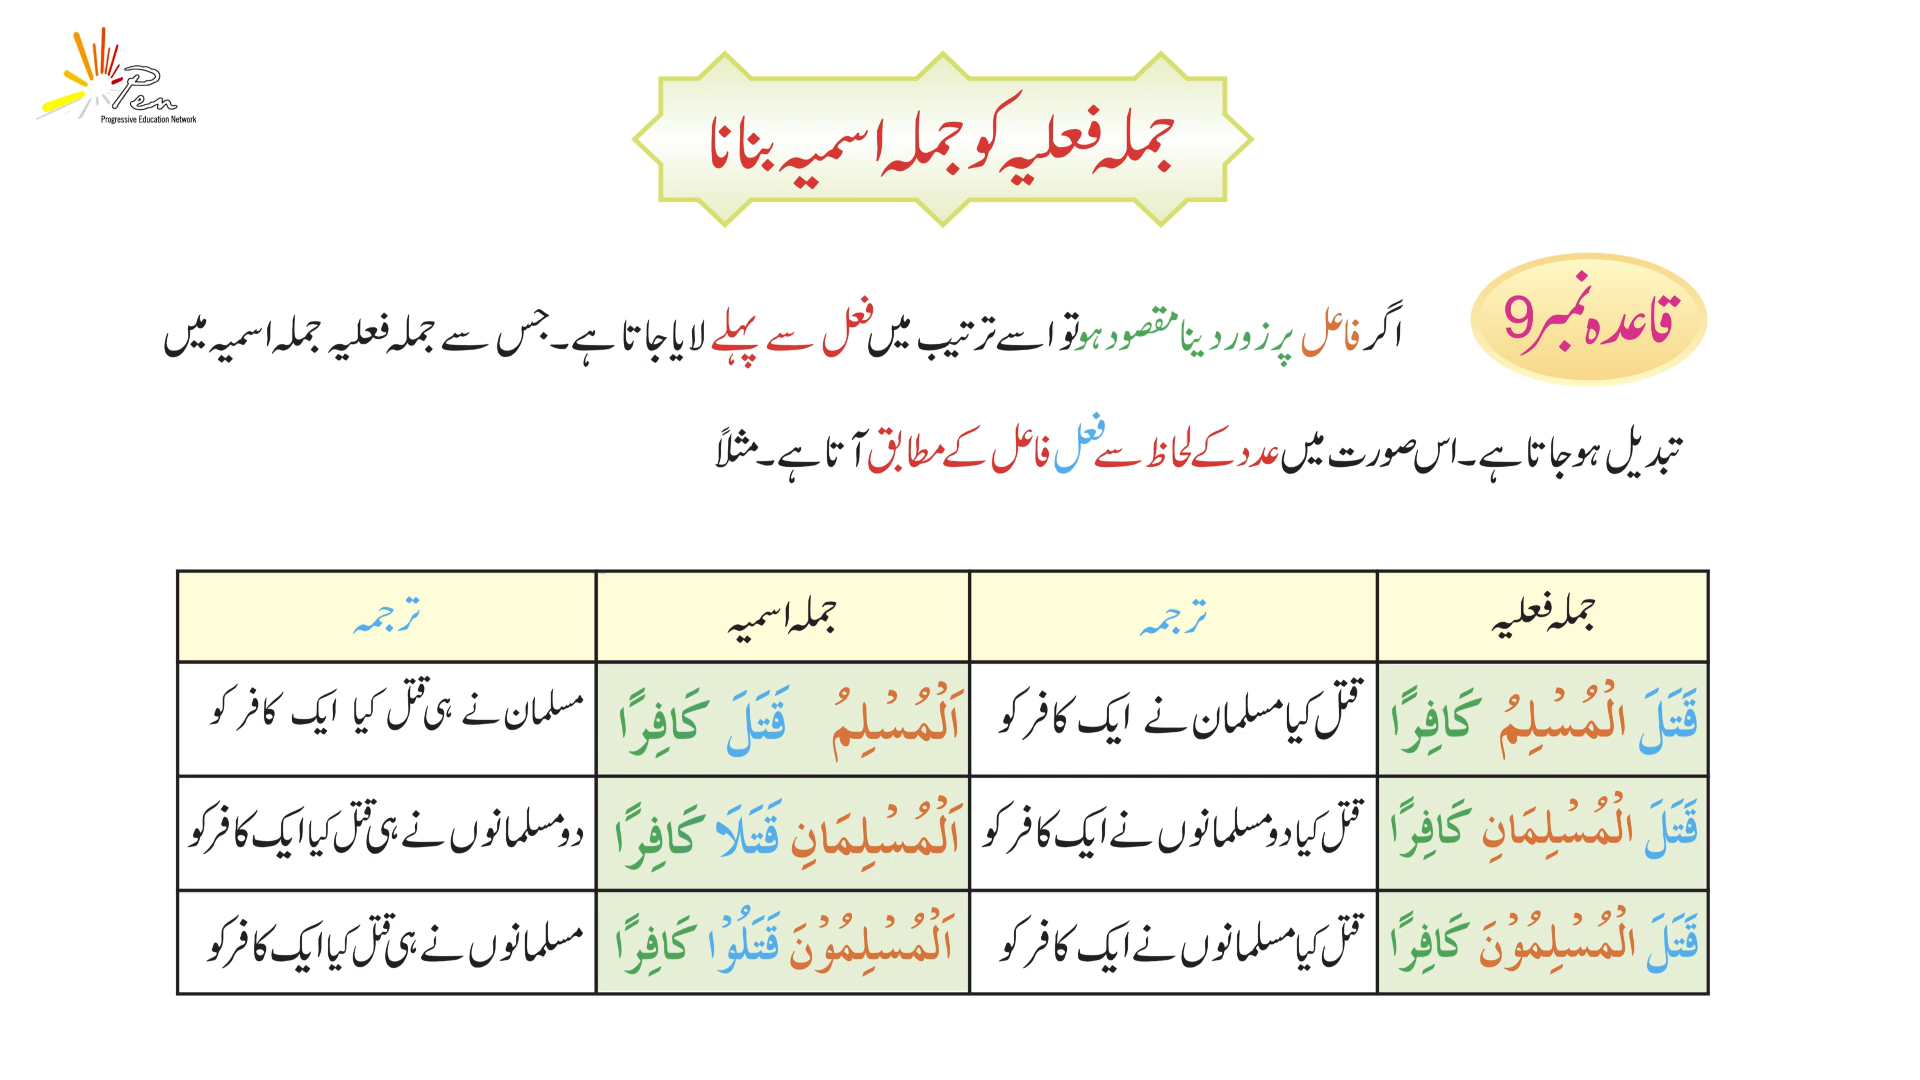 Pen
Progressive Education Network
جملہ فعلیہ کو جملہ اسمیہ بنانا
قاعدہ نمبر 9
اگر فاعل پر زور دینا مقصود ہو تو اسے ترتیب میں فعل سے پہلے لایا جاتا ہے۔ جس سے جملہ فعلیہ جملہ اسمیہ میں
تبدیل ہو جاتا ہے۔ اس صورت میں عدد کے لحاظ سے فعل فاعل کے مطابق آتا ہے۔ مثلاً
جملہ فعلیہ ترجمہ جملہ اسمیہ ترجمہ
قَتَلَ الْمُسْلِمُ كَافِرًا قتل کیا مسلمان نے ایک کافر کو اَلْمُسْلِمُ قَتَلَ كَافِرًا مسلمان نے ہی قتل کیا ایک کافر کو
قَتَلَ الْمُسْلِمَانِ كَافِرًا قتل کیا دو مسلمانوں نے ایک کافر کو اَلْمُسْلِمَانِ قَتَلَا كَافِرًا دو مسلمانوں نے ہی قتل کیا ایک کافر کو
قَتَلَ الْمُسْلِمُوْنَ كَافِرًا قتل کیا مسلمانوں نے ایک کافر کو اَلْمُسْلِمُوْنَ قَتَلُوْا كَافِرًا مسلمانوں نے ہی قتل کیا ایک کافر کو